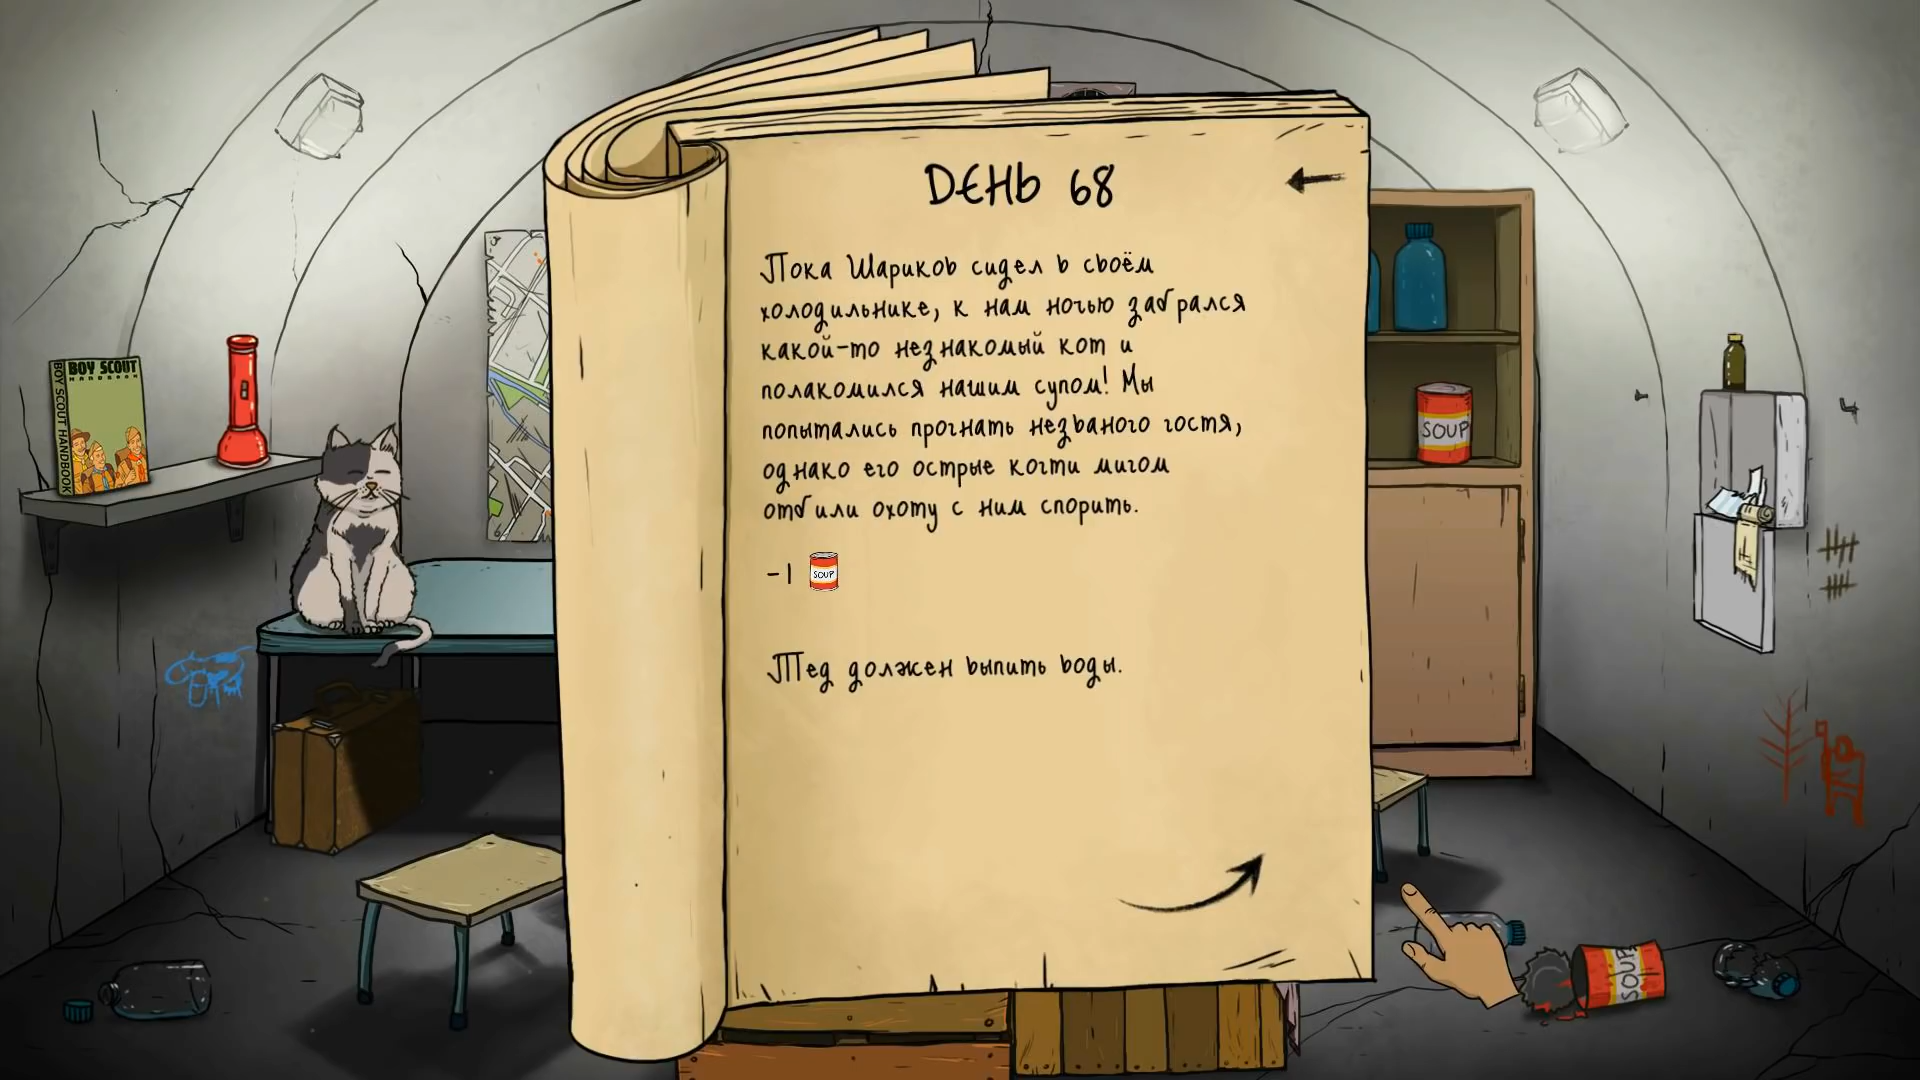 ДЕНЬ 68
Пока Шариков сидел в своём
холодильнике, к нам ночью забрался
какой-то незнакомый кот и
полакомился нашим супом! Мы
попытались прогнать незваного гостя,
однако его острые когти мигом
отбили охоту с ним спорить.
-1 SOUP
Тед должен выпить воды.
BOY SCOUT
HANDBOOK
BOY SCOUT HANDBOOK
SOUP
SOUP